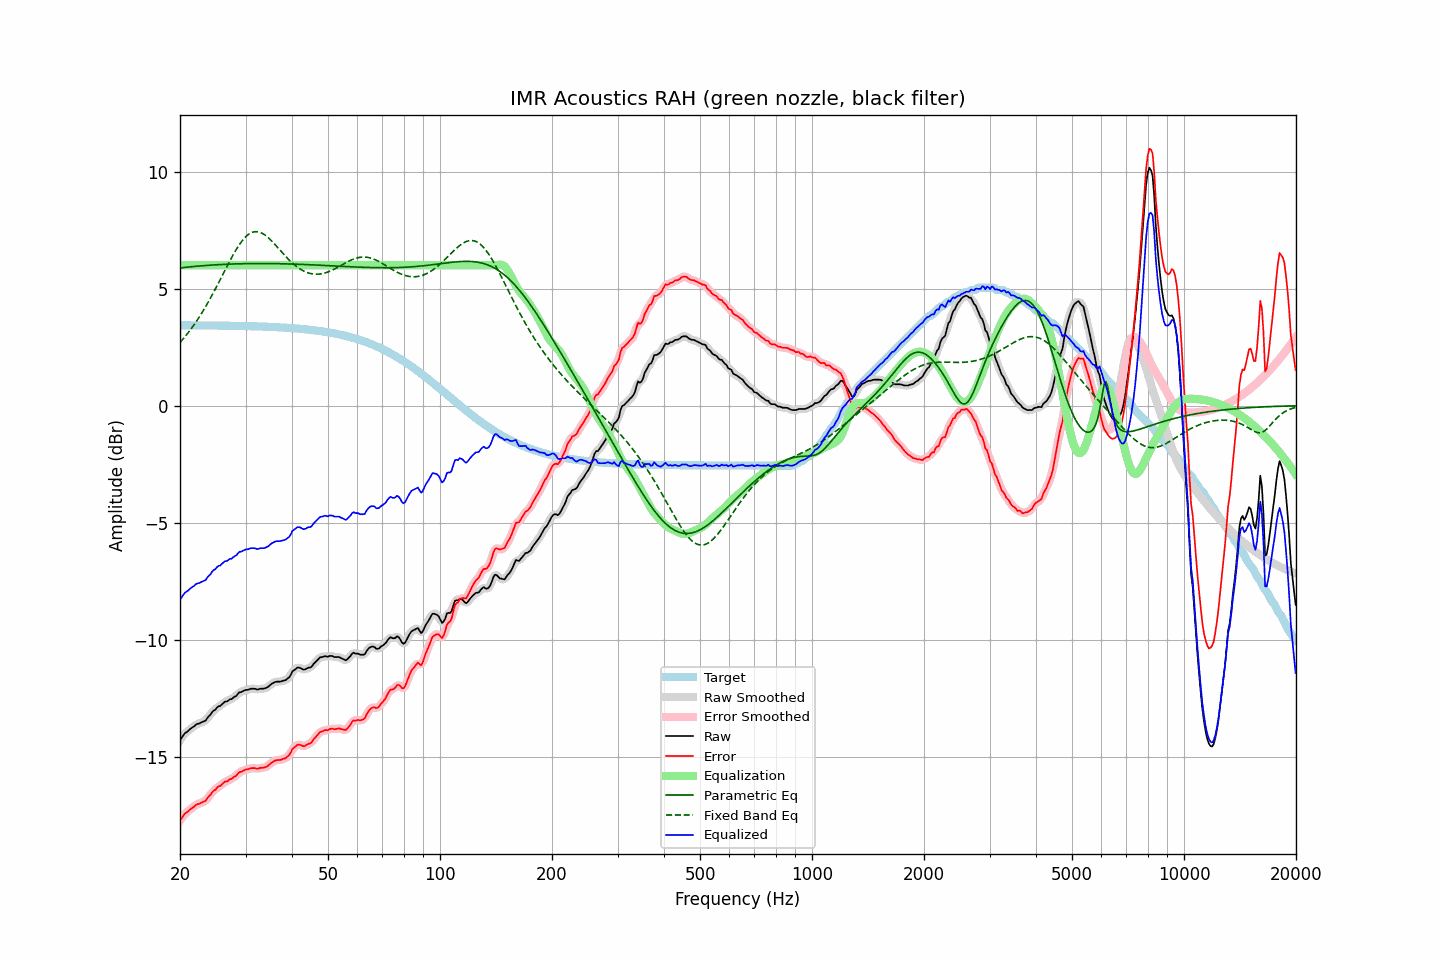 IMR Acoustics RAH (green nozzle, black filter)
Amplitude (dBr)
10
5
0
−5
−10
−15
Target
Raw Smoothed
Error Smoothed
Raw
Error
Equalization
Parametric Eq
Fixed Band Eq
Equalized
20 50 100 200 500 1000 2000 5000 10000 20000
Frequency (Hz)